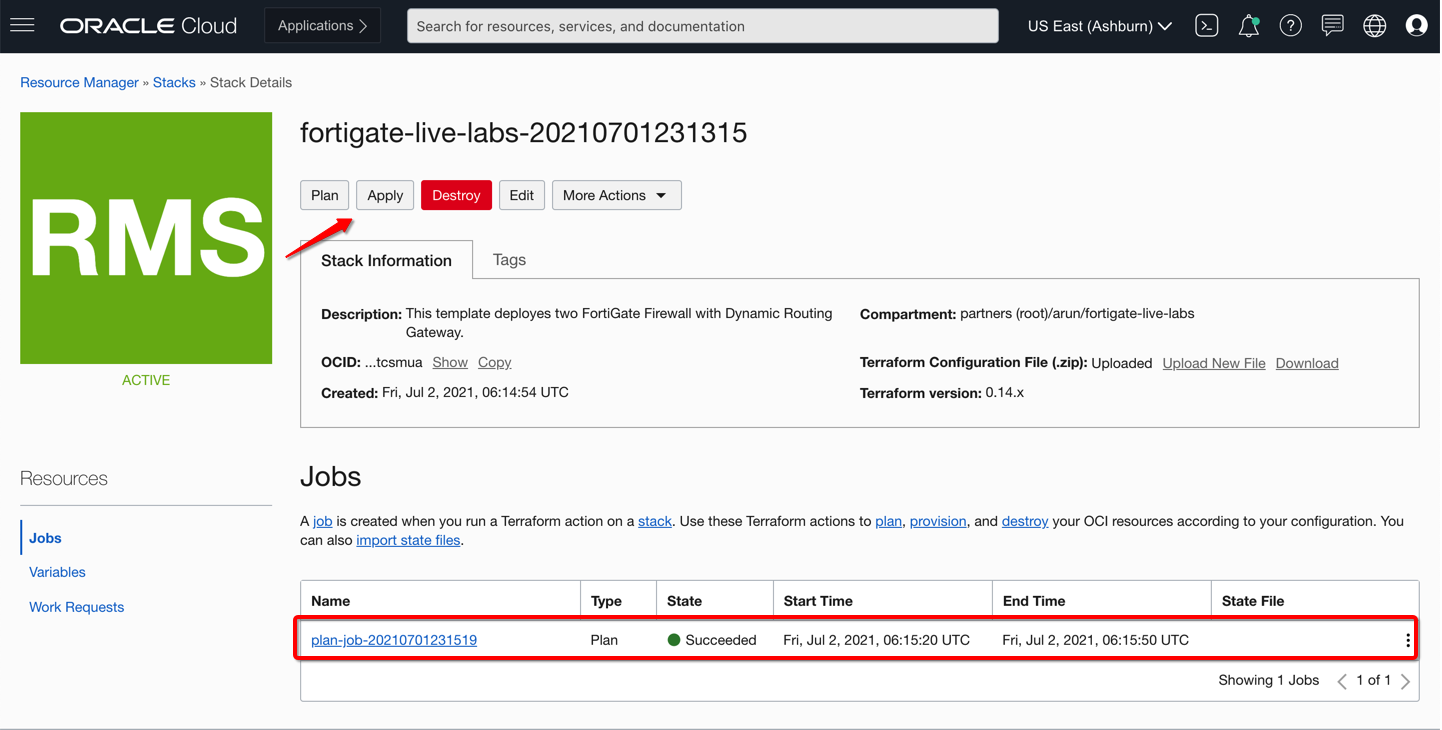 ORACLE Cloud
Applications
Search for resources, services, and documentation
US East (Ashburn)
Resource Manager » Stacks » Stack Details
RMS
ACTIVE
fortigate-live-labs-20210701231315
Plan Apply Destroy Edit More Actions
Stack Information Tags
Description: This template deployes two FortiGate Firewall with Dynamic Routing
Gateway.
OCID: ...tcsmua Show Copy
Created: Fri, Jul 2, 2021, 06:14:54 UTC
Compartment: partners (root)/arun/fortigate-live-labs
Terraform Configuration File (.zip): Uploaded Upload New File Download
Terraform version: 0.14.x
Resources
Jobs
Variables
Work Requests
Jobs
A job is created when you run a Terraform action on a stack. Use these Terraform actions to plan, provision, and destroy your OCI resources according to your configuration. You
can also import state files.
Name Type State Start Time End Time State File
plan-job-20210701231519 Plan Succeeded Fri, Jul 2, 2021, 06:15:20 UTC Fri, Jul 2, 2021, 06:15:50 UTC
Showing 1 Jobs 1 of 1